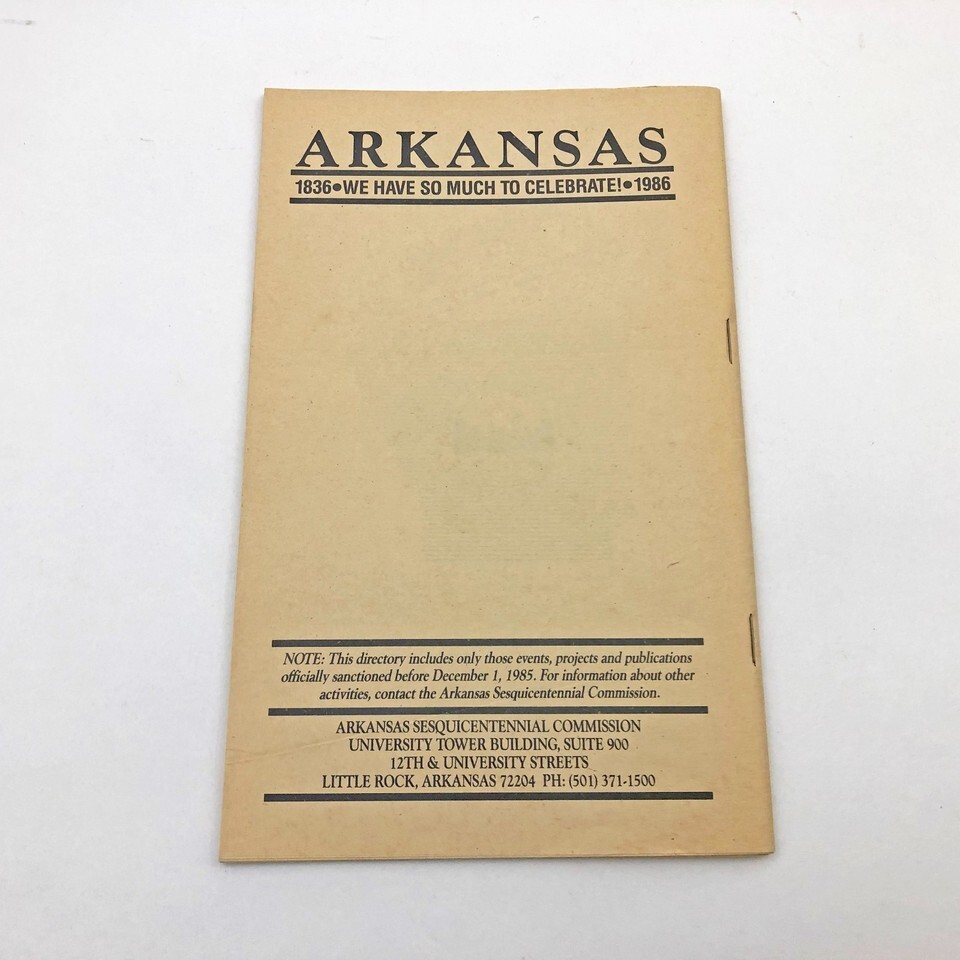 ARKANSAS
1836•WE HAVE SO MUCH TO CELEBRATE!•1986
NOTE: This directory includes only those events, projects and publications
officially sanctioned before December 1, 1985. For information about other
activities, contact the Arkansas Sesquicentennial Commission.
ARKANSAS SESQUICENTENNIAL COMMISSION
UNIVERSITY TOWER BUILDING, SUITE 900
12TH & UNIVERSITY STREETS
LITTLE ROCK, ARKANSAS 72204 PH: (501) 371-1500